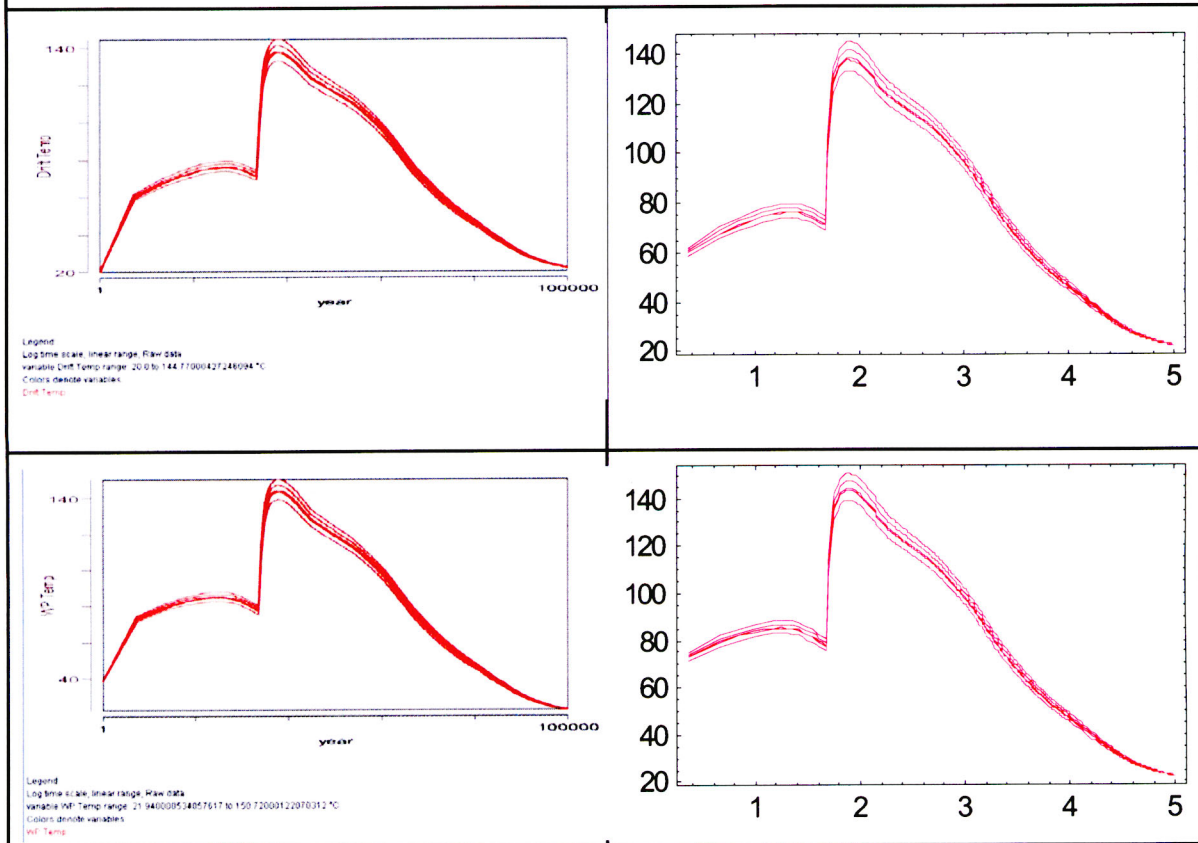 140
Drift Temp
20
1
100000
year
Legend
Log time scale, linear range, Raw data
variable Drift Temp range: 20.0 to 144.77000427246094 °C
Colors denote variables
Drift Temp
140
120
100
80
60
40
20
1 2 3 4 5
140
WP Temp
40
1
100000
year
Legend
Log time scale, linear range, Raw data
variable WP Temp range: 21.940000534057617 to 150.72000122070312 °C
Colors denote variables
WP Temp
140
120
100
80
60
40
20
1 2 3 4 5